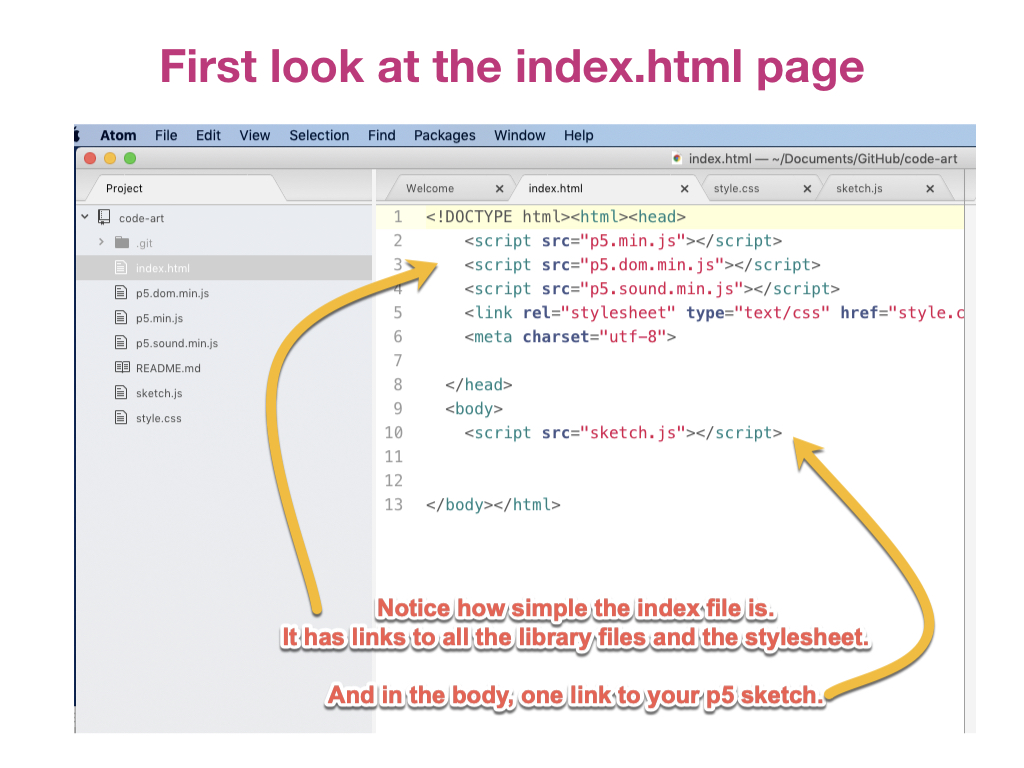 First look at the index.html page
Atom File Edit View Selection Find Packages Window Help
index.html — ~/Documents/GitHub/code-art
Project
Welcome index.html style.css sketch.js
code-art
.git
index.html
p5.dom.min.js
p5.min.js
p5.sound.min.js
README.md
sketch.js
style.css
1 <!DOCTYPE html><html><head>
2 <script src="p5.min.js"></script>
3 <script src="p5.dom.min.js"></script>
4 <script src="p5.sound.min.js"></script>
5 <link rel="stylesheet" type="text/css" href="style.c
6 <meta charset="utf-8">
7
8 </head>
9 <body>
10 <script src="sketch.js"></script>
11
12
13 </body></html>
Notice how simple the index file is.
It has links to all the library files and the stylesheet.
And in the body, one link to your p5 sketch.